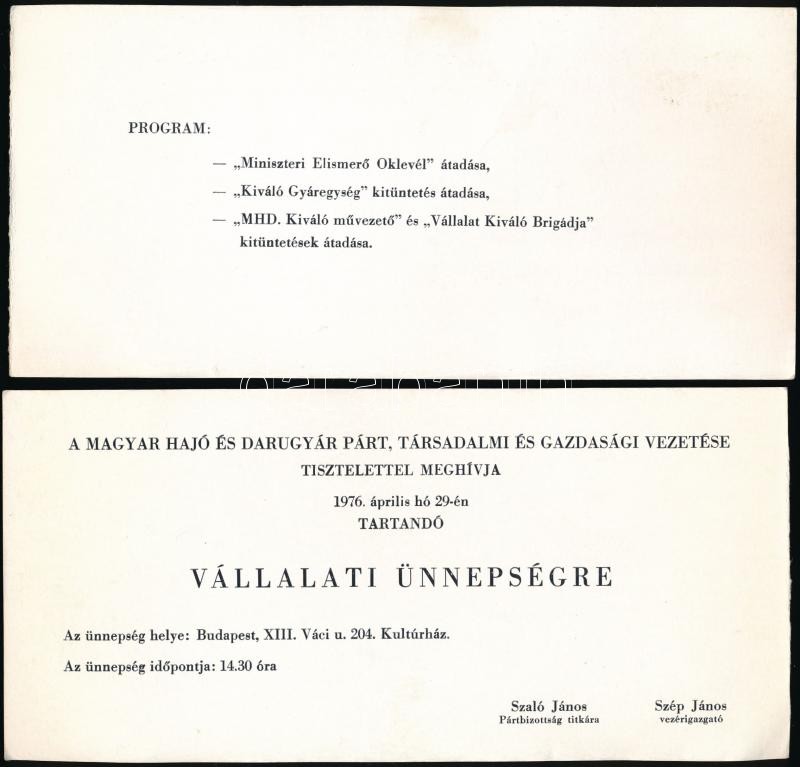 PROGRAM:
— „Miniszteri Elismerő Oklevél” átadása,
— „Kiváló Gyáregység” kitüntetés átadása,
— „MHD. Kiváló művezető” és „Vállalat Kiváló Brigádja”
kitüntetések átadása.
A MAGYAR HAJÓ ÉS DARUGYÁR PÁRT, TÁRSADALMI ÉS GAZDASÁGI VEZETÉSE
TISZTELETTEL MEGHÍVJA
1976. április hó 29-én
TARTANDÓ
VÁLLALATI ÜNNEPSÉGRE
Az ünnepség helye: Budapest, XIII. Váci u. 204. Kultúrház.
Az ünnepség időpontja: 14.30 óra
Szaló János Szép János
Pártbizottság titkára vezérigazgató